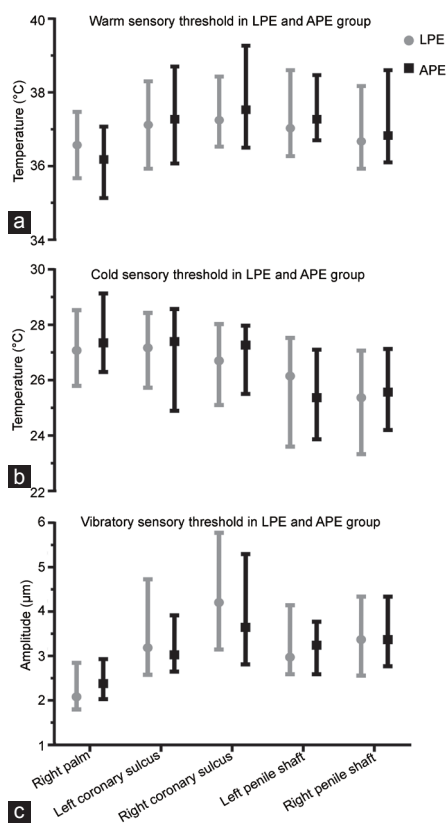 Warm sensory threshold in LPE and APE group
LPE
APE
Temperature (°C)
40
38
36
34
a
Cold sensory threshold in LPE and APE group
Temperature (°C)
30
28
26
24
22
b
Vibratory sensory threshold in LPE and APE group
Amplitude (μm)
6
5
4
3
2
1
Right palm
Left coronary sulcus
Right coronary sulcus
Left penile shaft
Right penile shaft
c